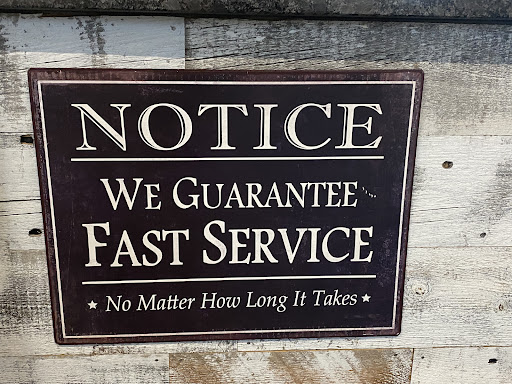 NOTICE
WE GUARANTEE
FAST SERVICE
★ No Matter How Long It Takes ★